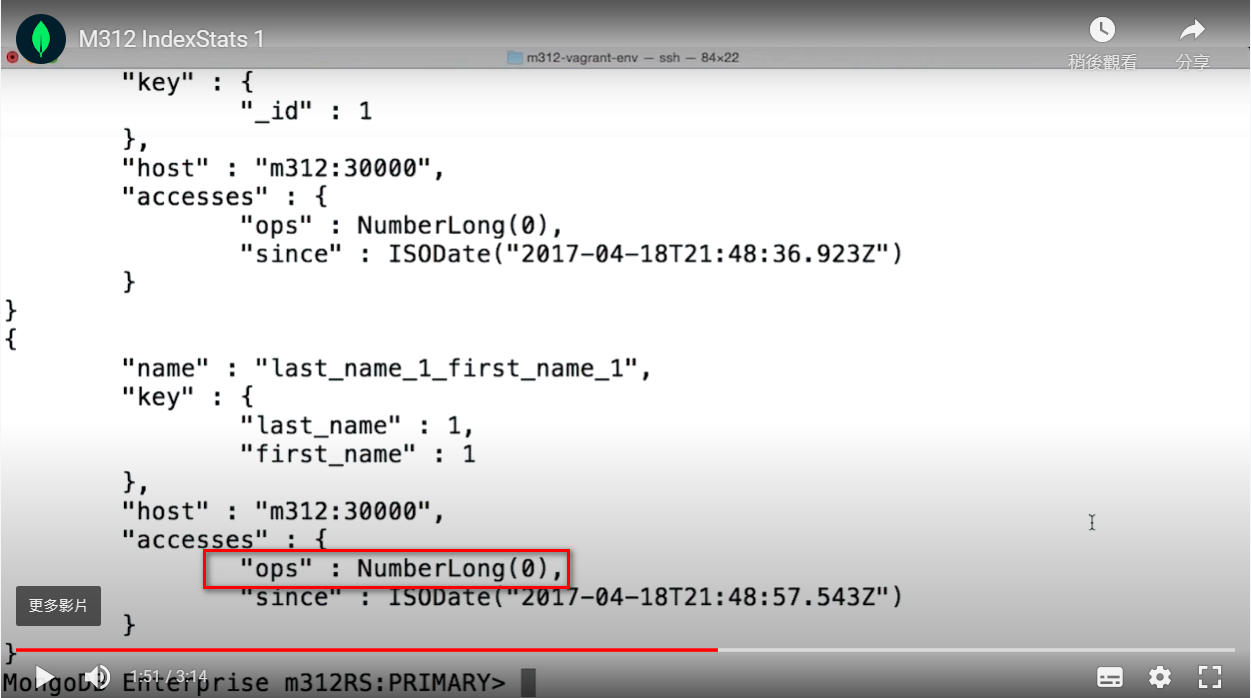 M312 IndexStats 1
稍後觀看
分享
m312-vagrant-env — ssh — 84×22
"key" : {
"_id" : 1
},
"host" : "m312:30000",
"accesses" : {
"ops" : NumberLong(0),
"since" : ISODate("2017-04-18T21:48:36.923Z")
}
}
{
"name" : "last_name_1_first_name_1",
"key" : {
"last_name" : 1,
"first_name" : 1
},
"host" : "m312:30000",
"accesses" : {
"ops" : NumberLong(0),
"since" : ISODate("2017-04-18T21:48:57.543Z")
更多影片
}
}
1:51 / 3:14
MongoDB Enterprise m312RS:PRIMARY>